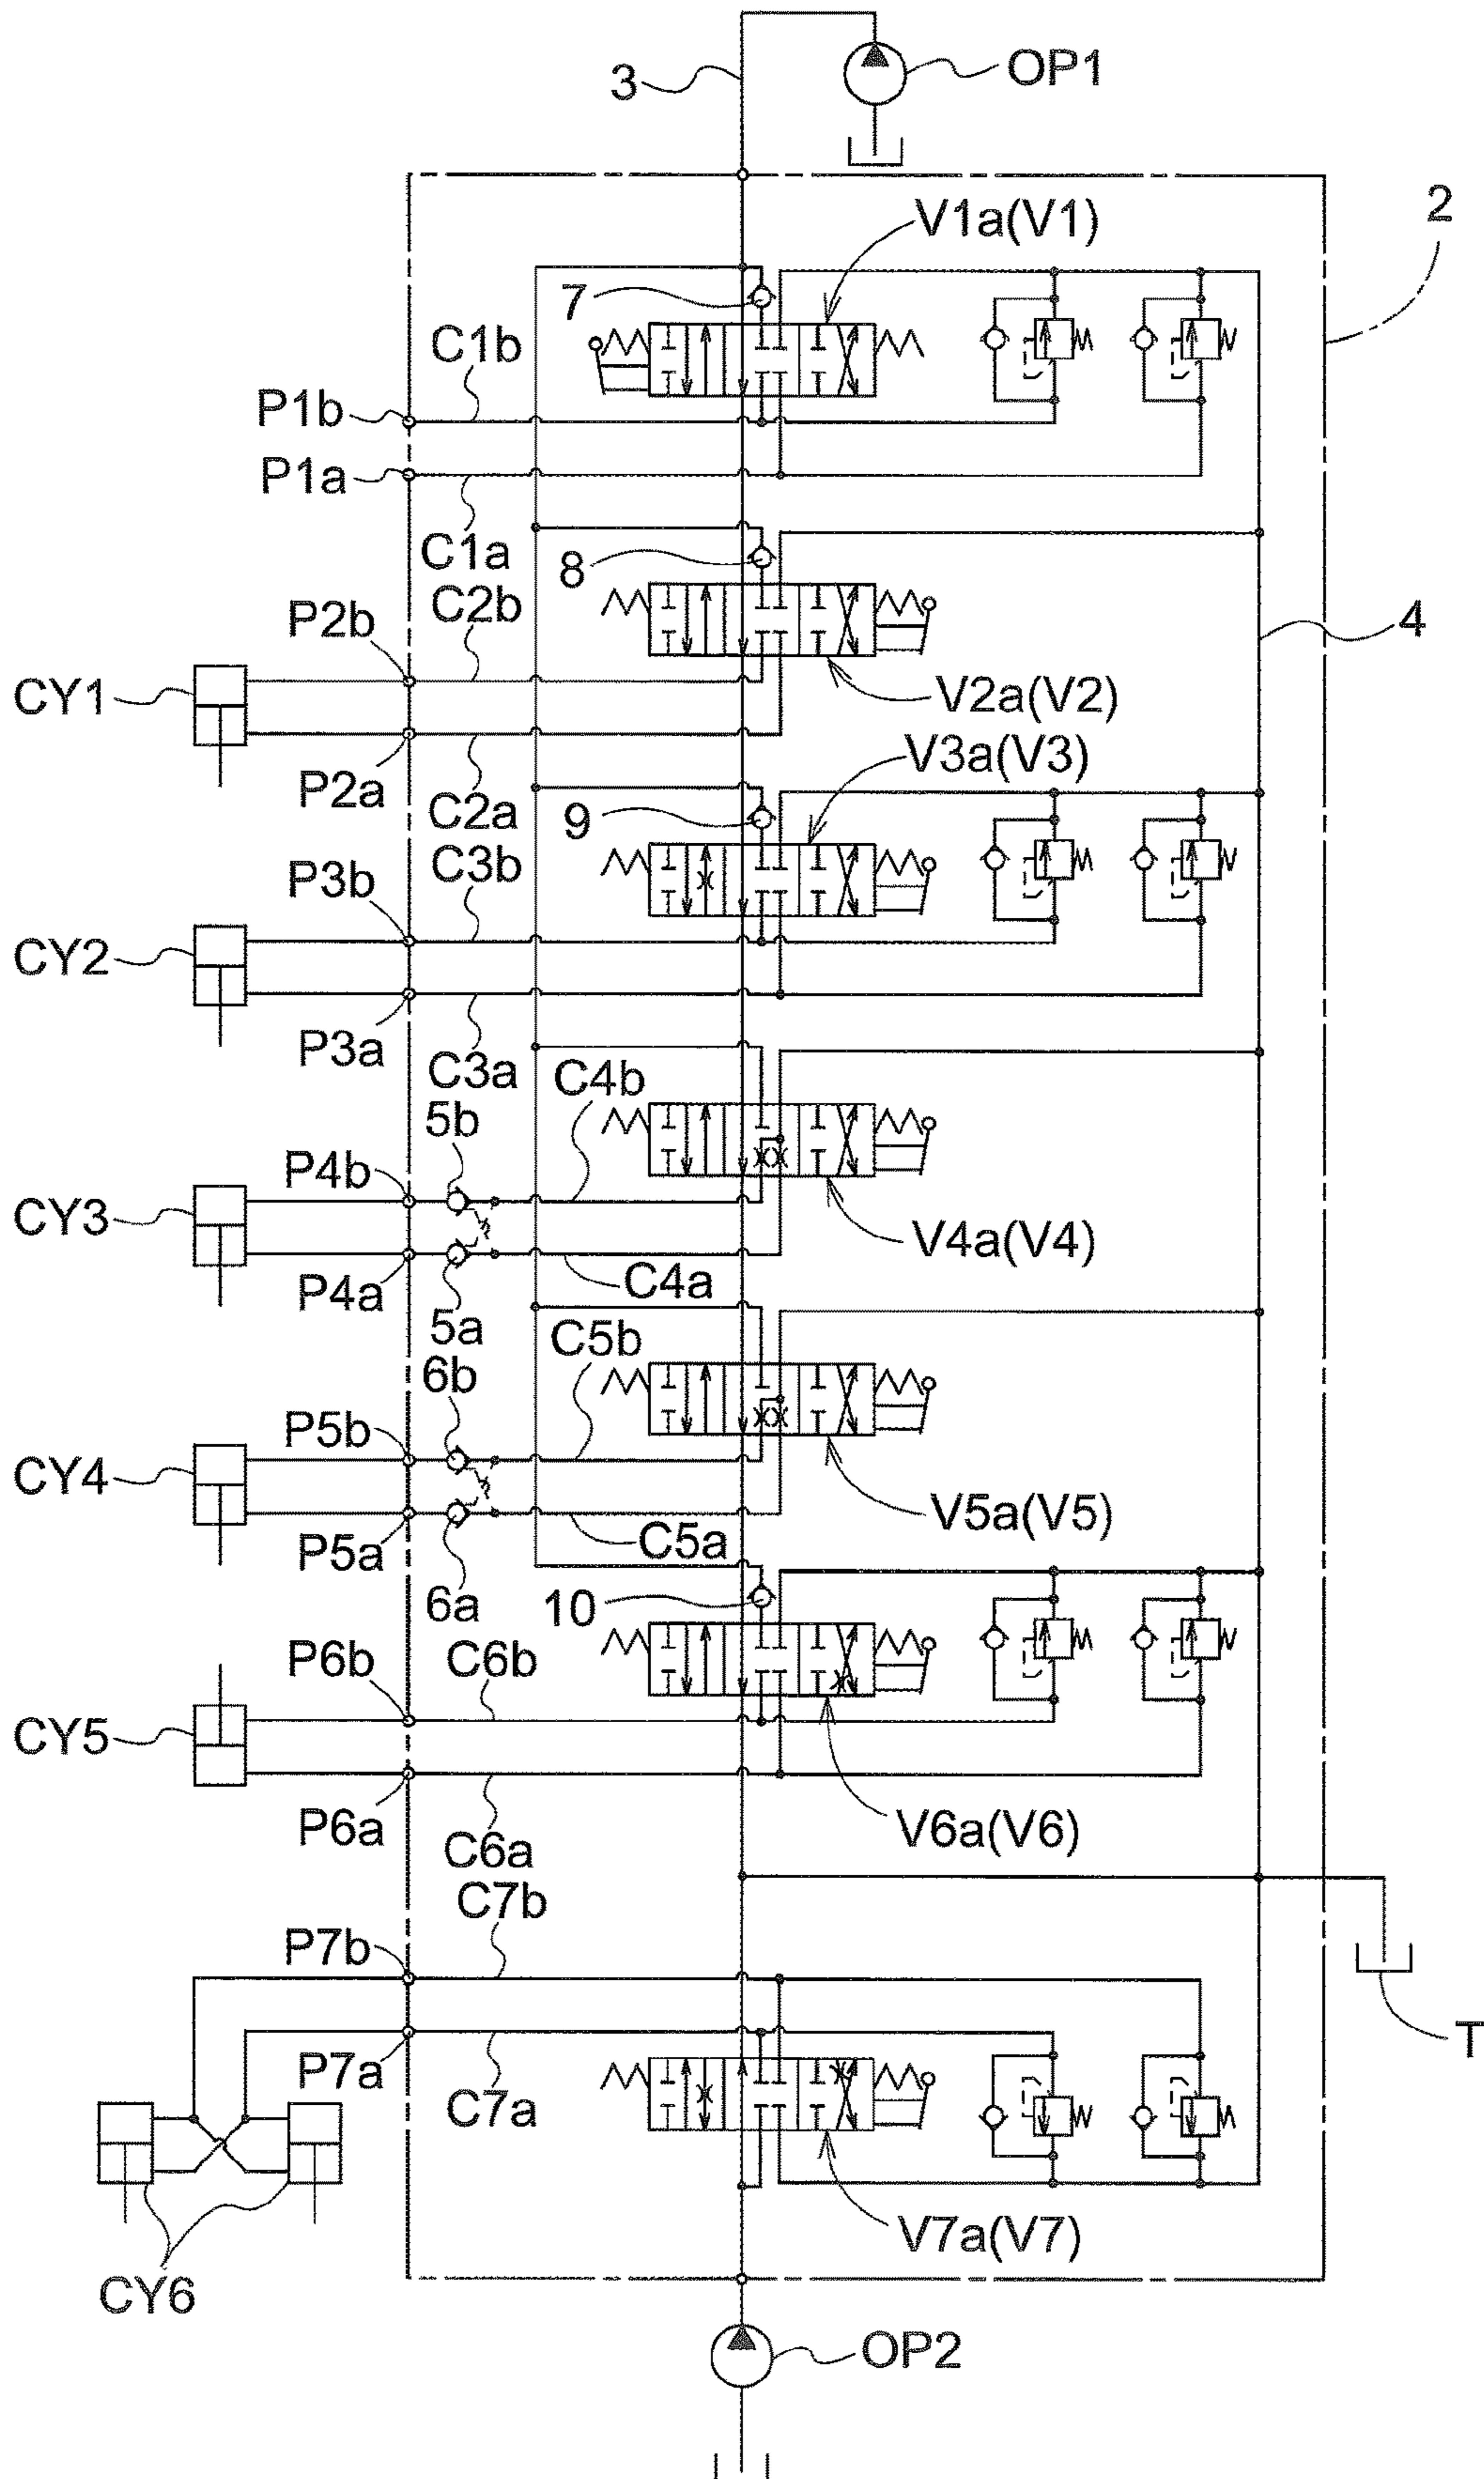 3
OP1
2
V1a(V1)
7
C1b
P1b
P1a
C1a
8
C2b
P2b
4
CY1
V2a(V2)
P2a
C2a
V3a(V3)
9
C3b
P3b
CY2
P3a
C3a
C4b
5b
P4b
CY3
V4a(V4)
P4a
C4a
5a
C5b
6b
P5b
CY4
V5a(V5)
P5a
C5a
6a
10
P6b
C6b
CY5
P6a
V6a(V6)
C6a
C7b
P7b
T
P7a
C7a
V7a(V7)
CY6
OP2